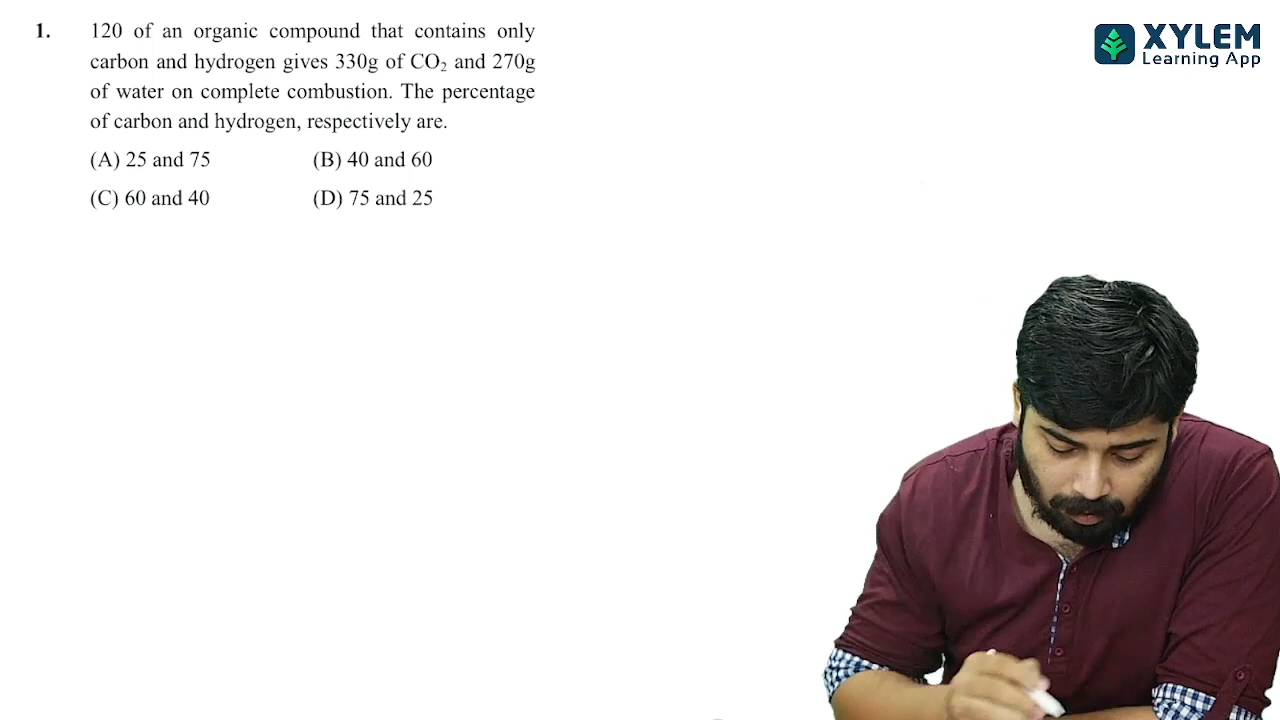 1. 120 of an organic compound that contains only
carbon and hydrogen gives 330g of CO₂ and 270g
of water on complete combustion. The percentage
of carbon and hydrogen, respectively are.
(A) 25 and 75 (B) 40 and 60
(C) 60 and 40 (D) 75 and 25
XYLEM
Learning App